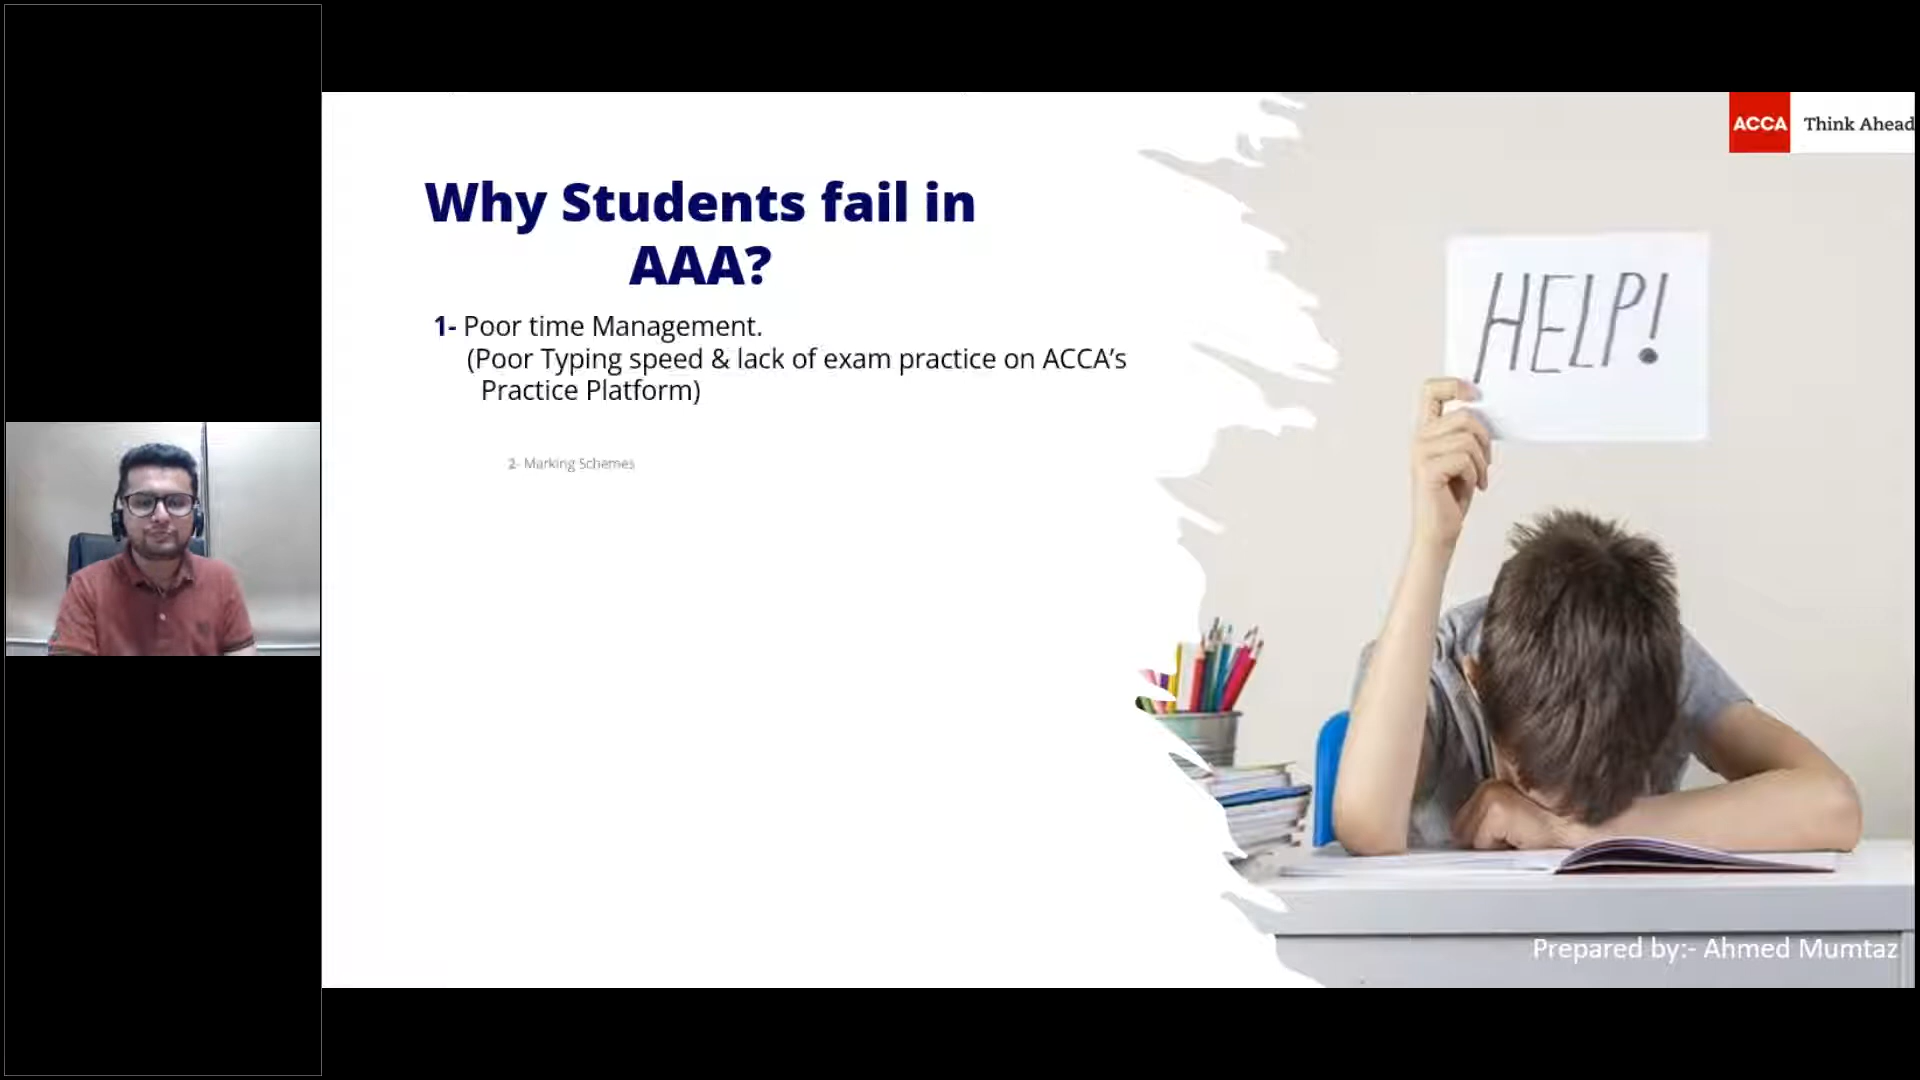 ACCA Think Ahead
Why Students fail in
AAA?
1- Poor time Management.
(Poor Typing speed & lack of exam practice on ACCA’s
Practice Platform)
2- Marking Schemes
HELP!
Prepared by:- Ahmed Mumtaz